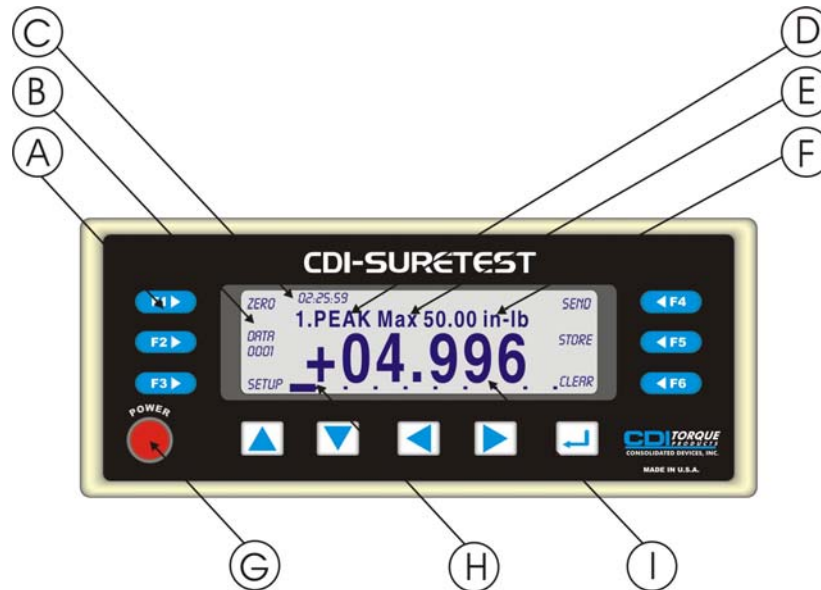 C
D
B
E
A
F
CDI-SURETEST
F1
ZERO
02:25:59
SEND
F4
1.PEAK Max 50.00 in-lb
F2
DATA
0001
+04.996
STORE
F5
F3
SETUP
CLEAR
F6
POWER
CDI TORQUE
PRODUCTS
CONSOLIDATED DEVICES, INC.
MADE IN U.S.A.
G
H
I